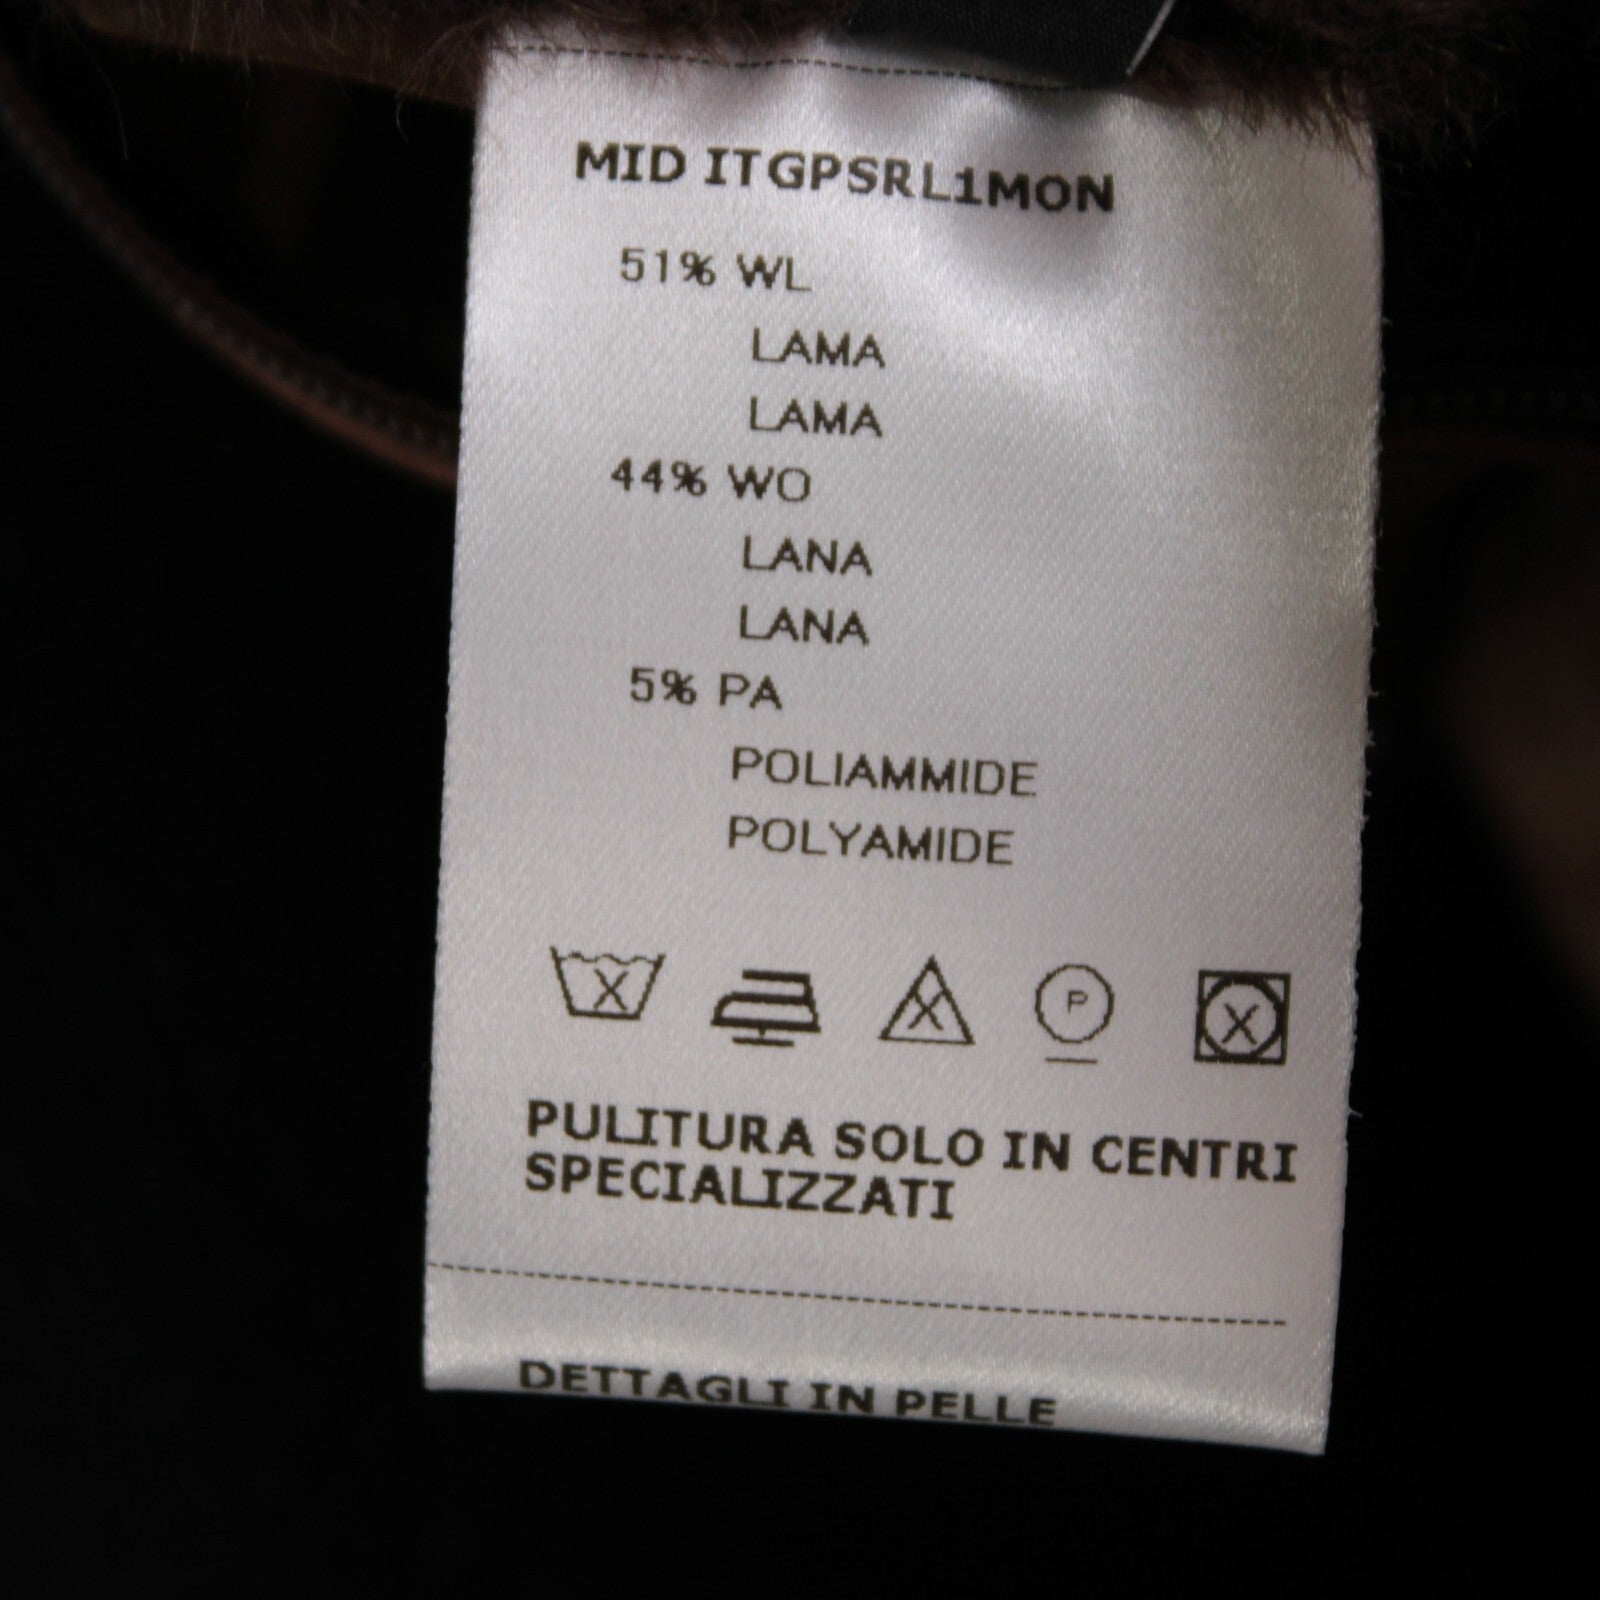 MID ITGPSRL1MON
51% WL
LAMA
LAMA
44% WO
LANA
LANA
5% PA
POLIAMMIDE
POLYAMIDE
P
PULITURA SOLO IN CENTRI
SPECIALIZZATI
DETTAGLI IN PELLE